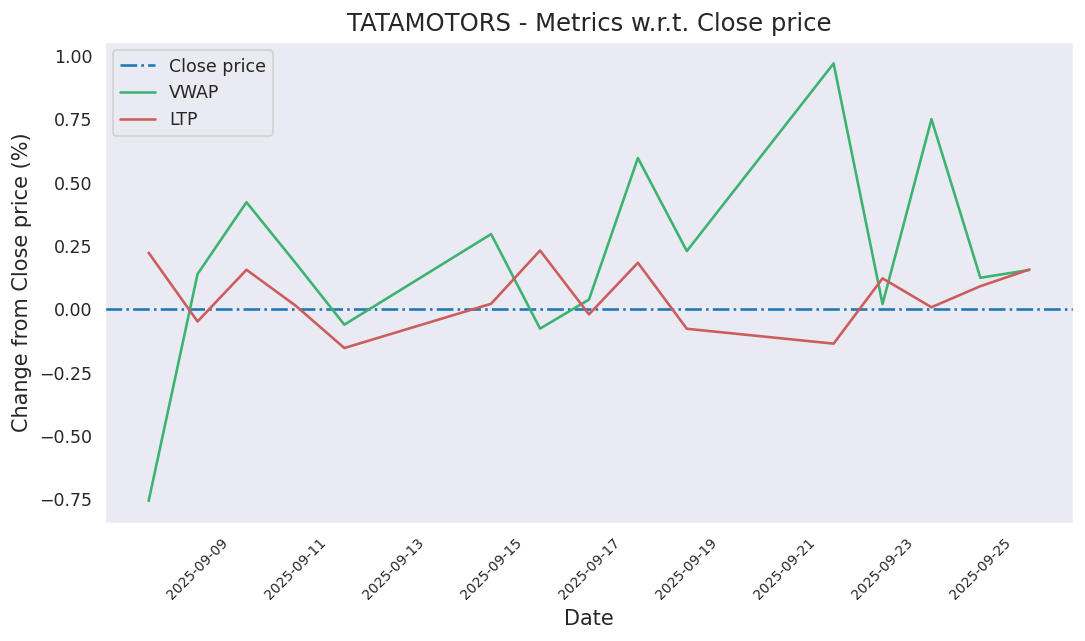 TATAMOTORS - Metrics w.r.t. Close price
Close price
VWAP
LTP
Change from Close price (%)
1.00
0.75
0.50
0.25
0.00
−0.25
−0.50
−0.75
2025-09-09
2025-09-11
2025-09-13
2025-09-15
2025-09-17
2025-09-19
2025-09-21
2025-09-23
2025-09-25
Date